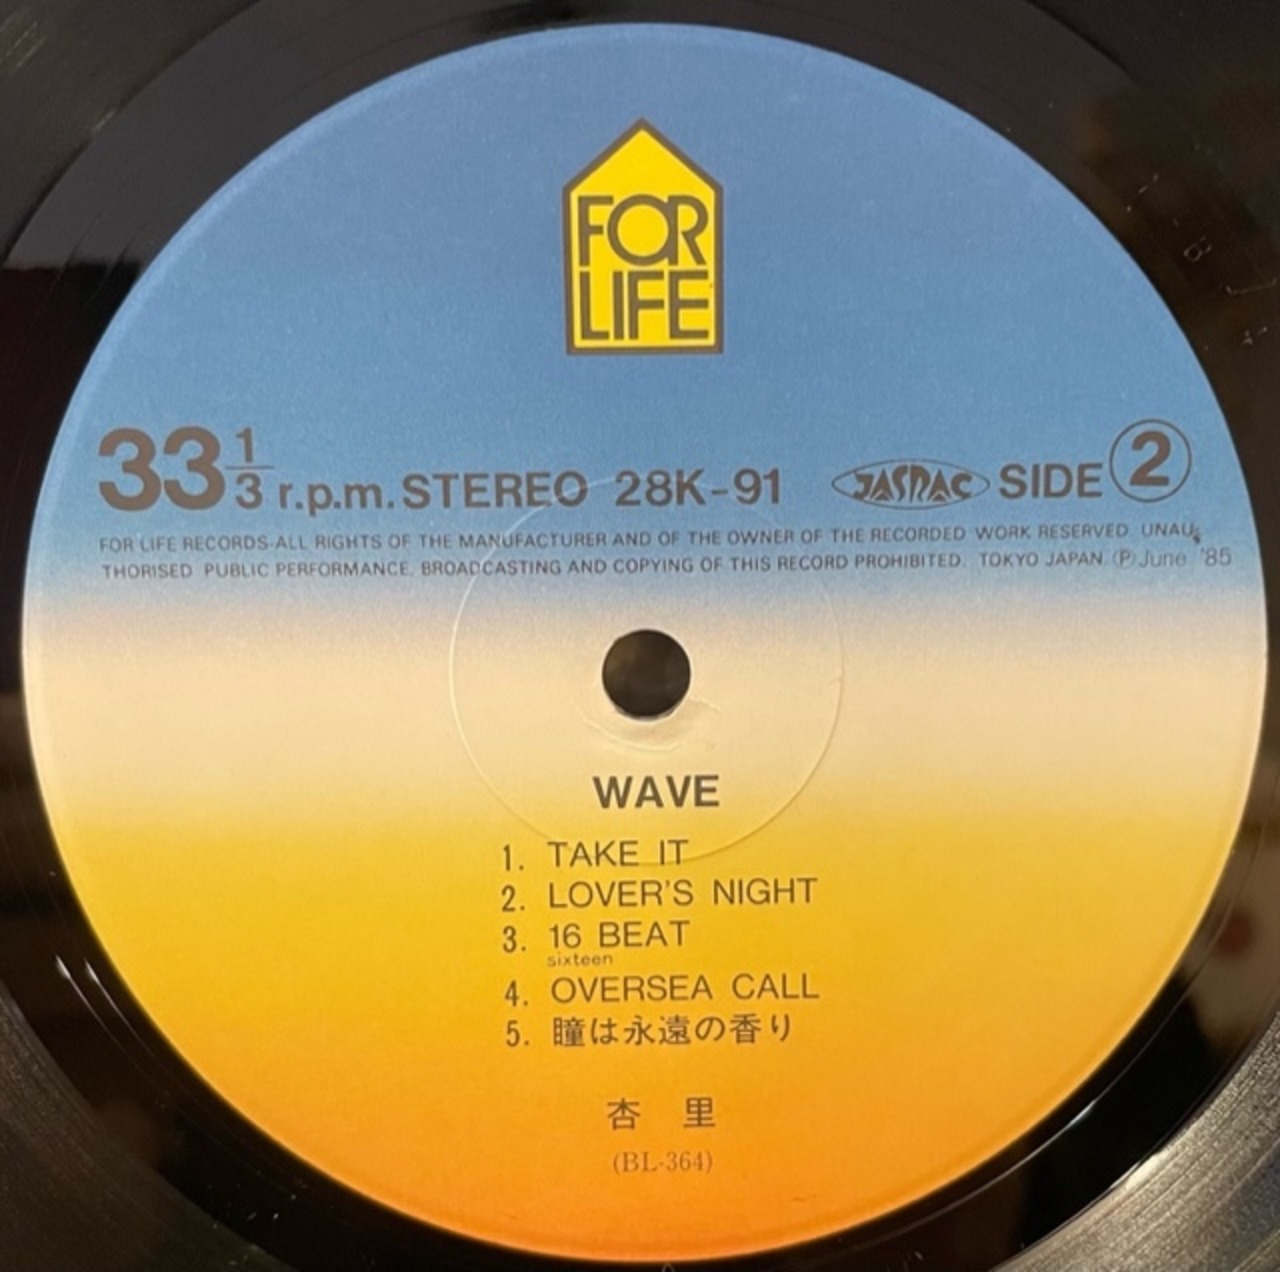 FOR
LIFE
33 1/3 r.p.m. STEREO 28K-91 JASRAC SIDE 2
FOR LIFE RECORDS·ALL RIGHTS OF THE MANUFACTURER AND OF THE OWNER OF THE RECORDED WORK RESERVED. UNAU-
THORISED PUBLIC PERFORMANCE, BROADCASTING AND COPYING OF THIS RECORD PROHIBITED. TOKYO JAPAN. Ⓟ June '85
WAVE
1. TAKE IT
2. LOVER'S NIGHT
3. 16 BEAT
sixteen
4. OVERSEA CALL
5. 瞳は永遠の香り
杏 里
(BL-364)